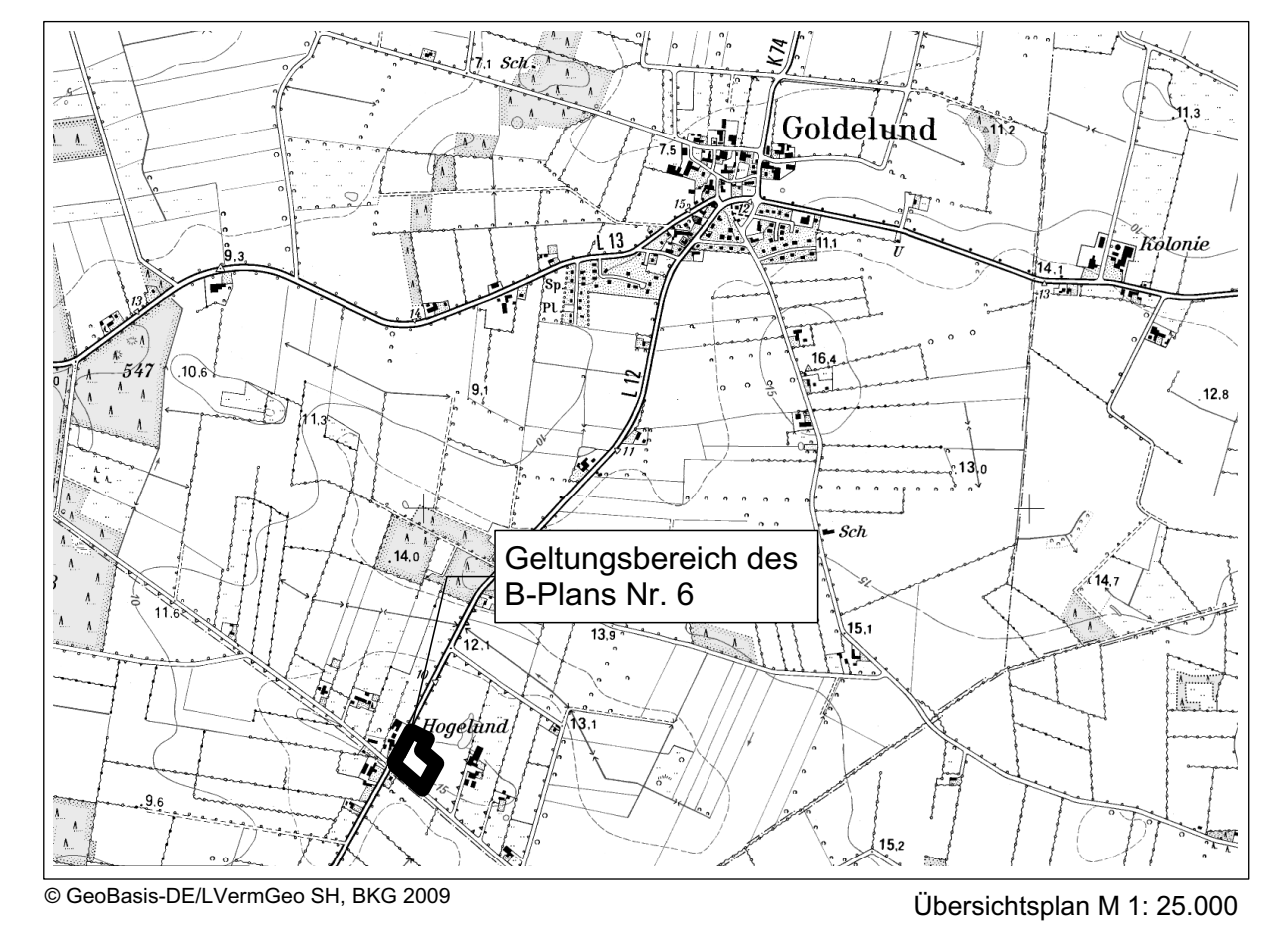 7,1 Sch
K74
Goldelund
11,2
11,3
7,5
15
12
L 13
11,1
U
10
Kolonie
9,3
14,1
13
13
Sp.
Pl.
14
547
10,6
L 12
16,4
9,1
15
12,8
11,3
10
11
13,0
Sch
14,0
Geltungsbereich des
B-Plans Nr. 6
15
14,7
10
11,6
13,9
15,1
12,1
10
Hogelund
13,1
15
9,6
15,2
© GeoBasis-DE/LVermGeo SH, BKG 2009
Übersichtsplan M 1: 25.000